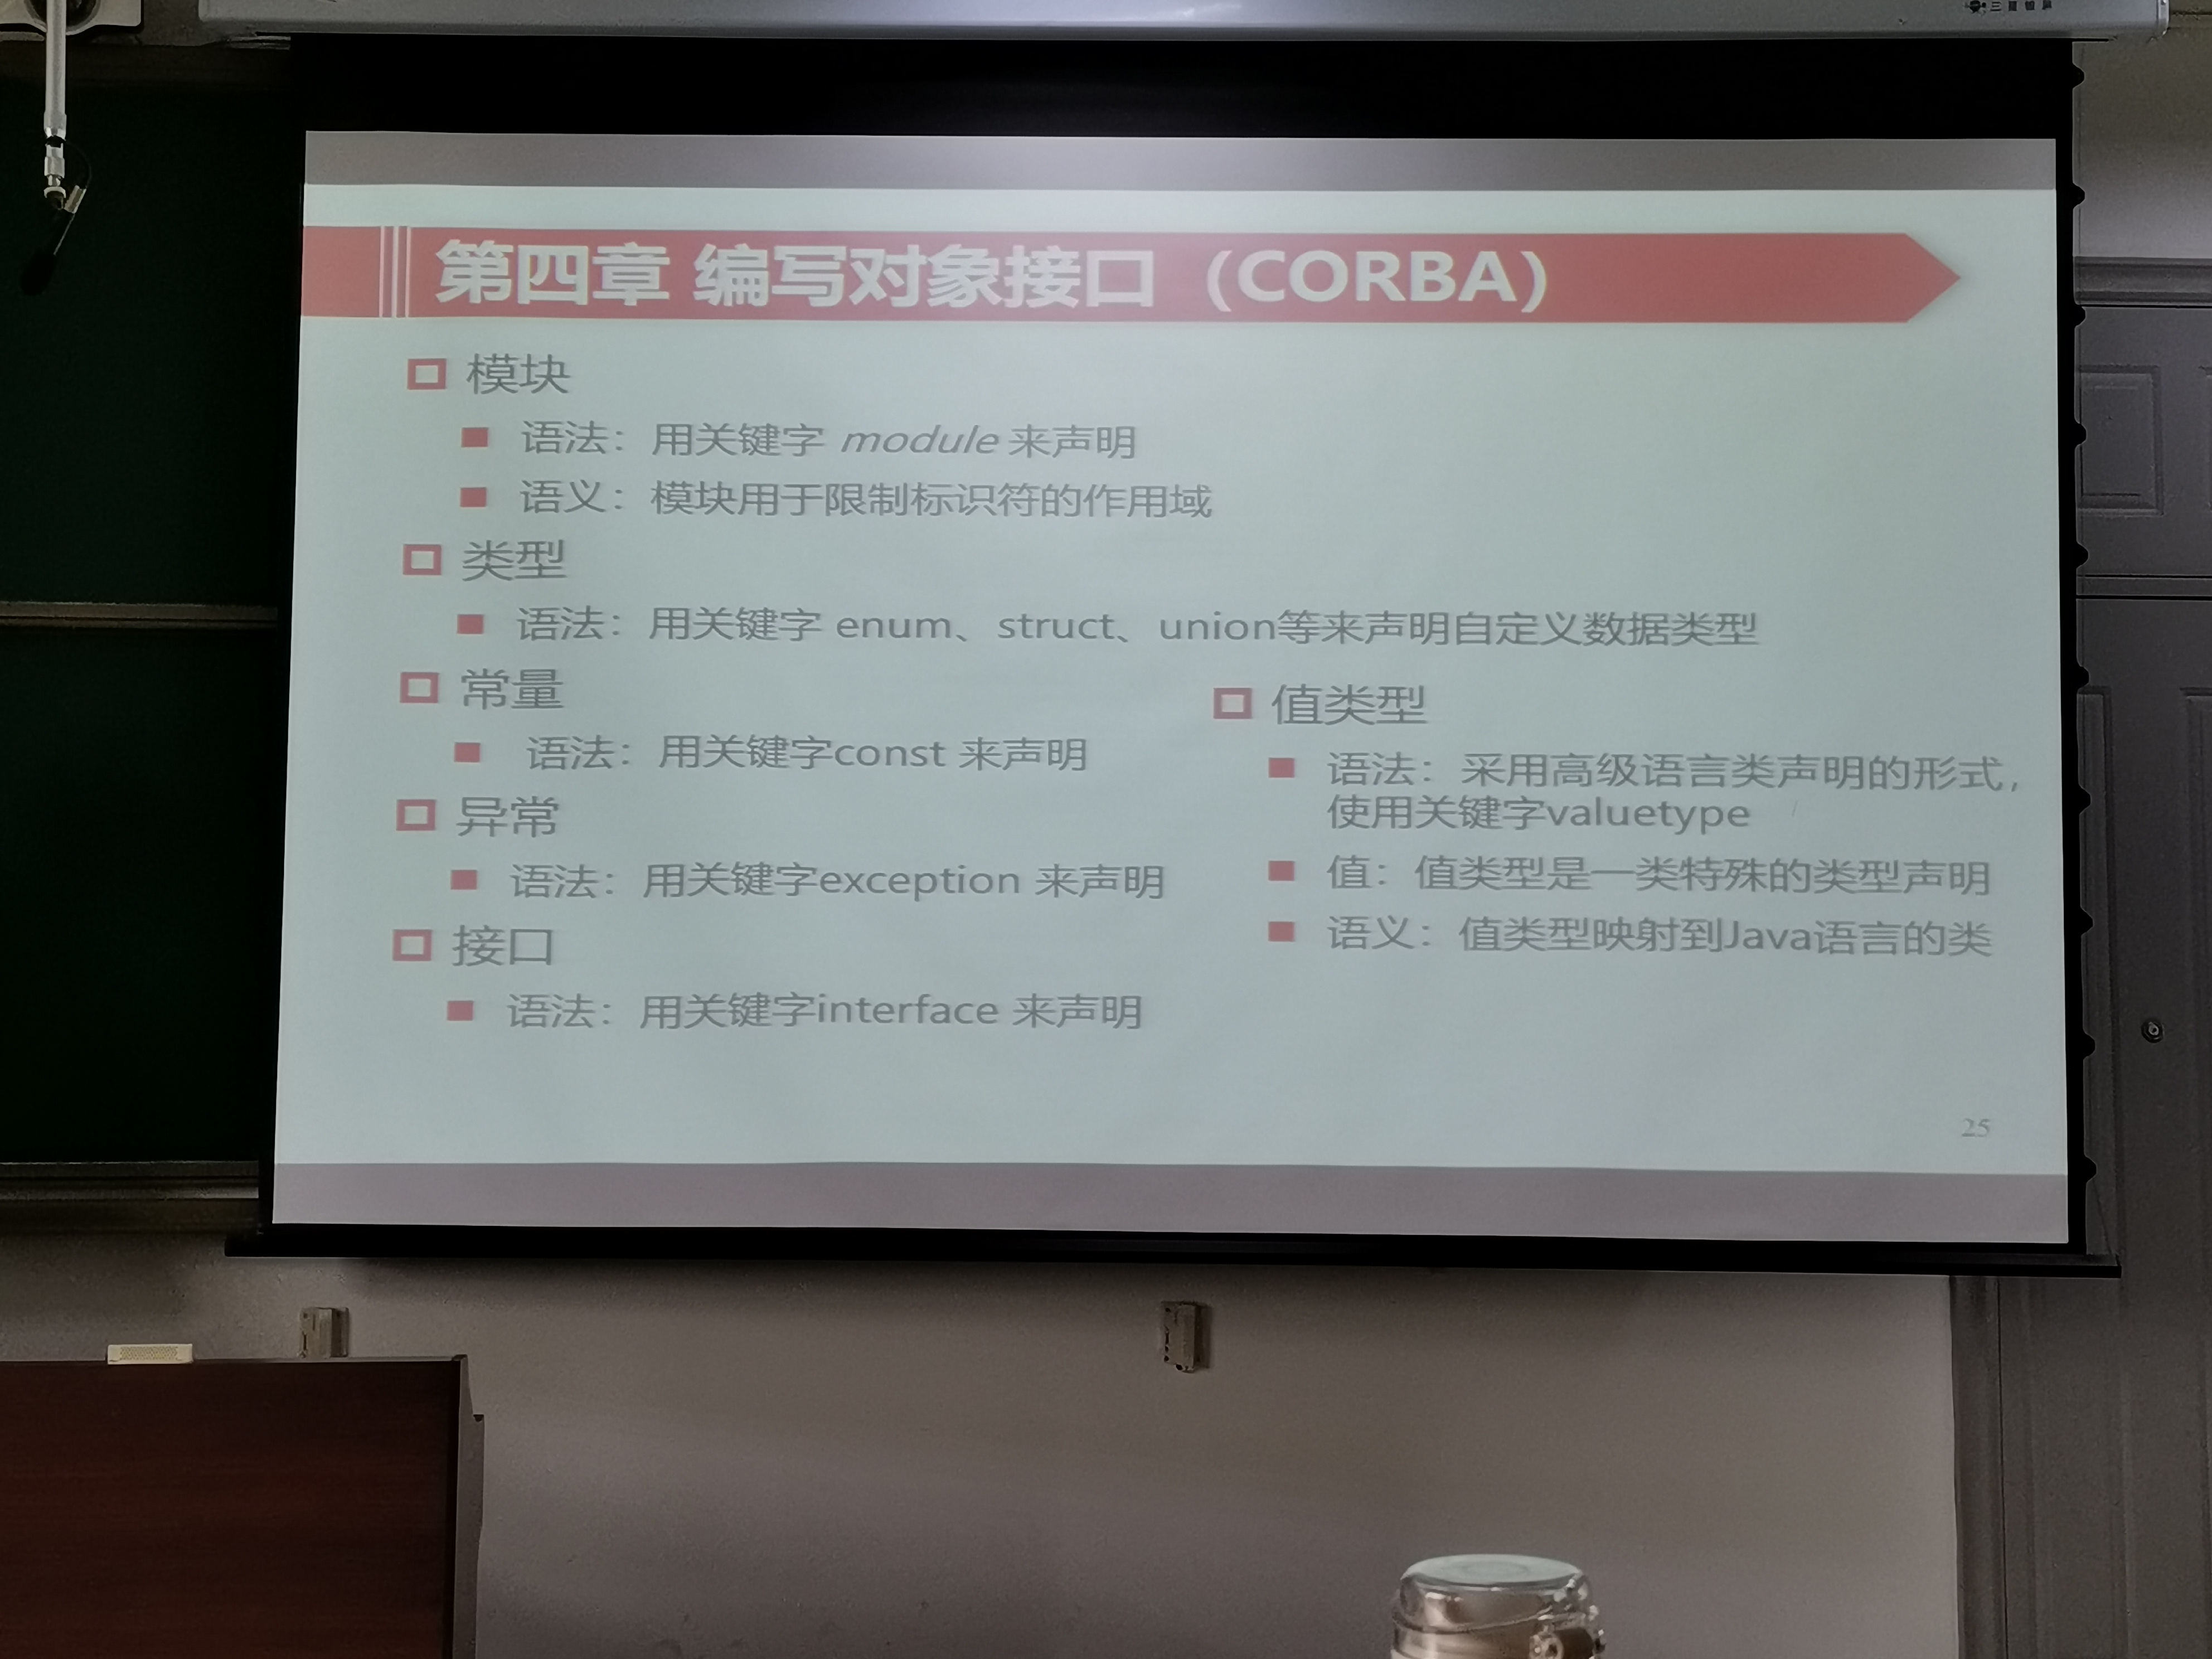 第四章 编写对象接口（CORBA）
模块
语法：用关键字 module 来声明
语义：模块用于限制标识符的作用域
类型
语法：用关键字 enum、struct、union等来声明自定义数据类型
常量
语法：用关键字const 来声明
异常
语法：用关键字exception 来声明
接口
语法：用关键字interface 来声明
值类型
语法：采用高级语言类声明的形式，
使用关键字valuetype
值：值类型是一类特殊的类型声明
语义：值类型映射到Java语言的类
25